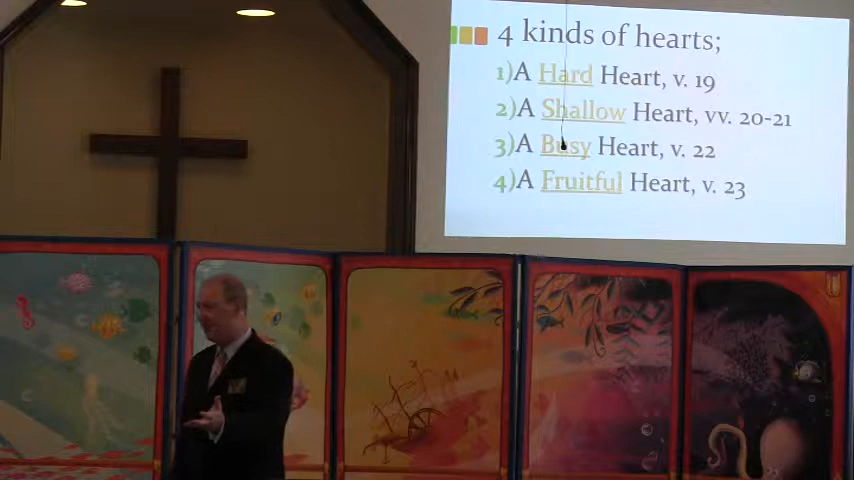 4 kinds of hearts;
1)A Hard Heart, v. 19
2)A Shallow Heart, vv. 20-21
3)A Busy Heart, v. 22
4)A Fruitful Heart, v. 23